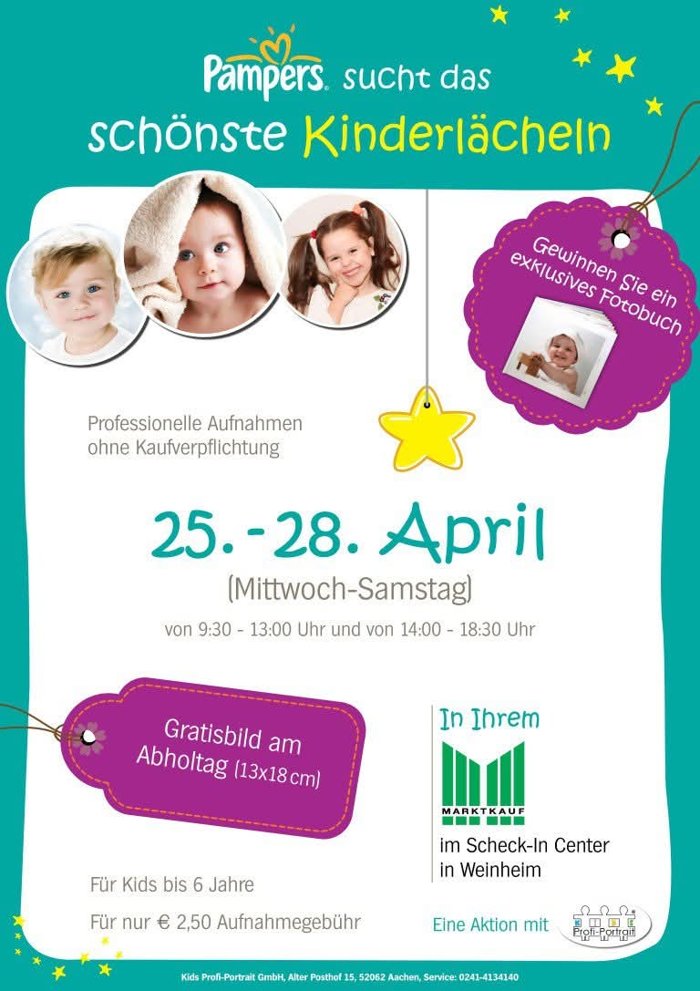 Pampers. sucht das
schönste Kinderlächeln
Gewinnen Sie ein
exklusives Fotobuch
Professionelle Aufnahmen
ohne Kaufverpflichtung
25. - 28. April
(Mittwoch-Samstag)
von 9:30 - 13:00 Uhr und von 14:00 - 18:30 Uhr
Gratisbild am
Abholtag (13x18 cm)
In Ihrem
MARKTKAUF
im Scheck-In Center
in Weinheim
Für Kids bis 6 Jahre
Für nur € 2,50 Aufnahmegebühr
Eine Aktion mit
KIDS
Profi-Portrait
Kids Profi-Portrait GmbH, Alter Posthof 15, 52062 Aachen, Service: 0241-4134140